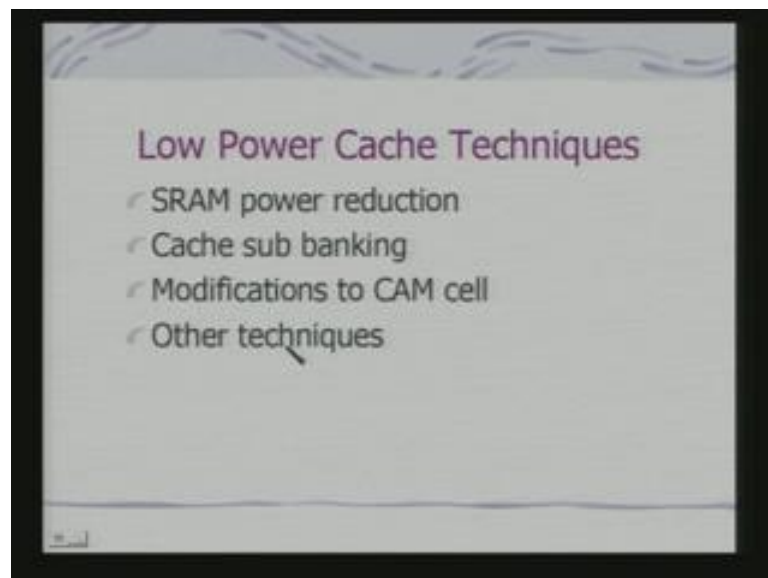 Low Power Cache Techniques
SRAM power reduction
Cache sub banking
Modifications to CAM cell
Other techniques